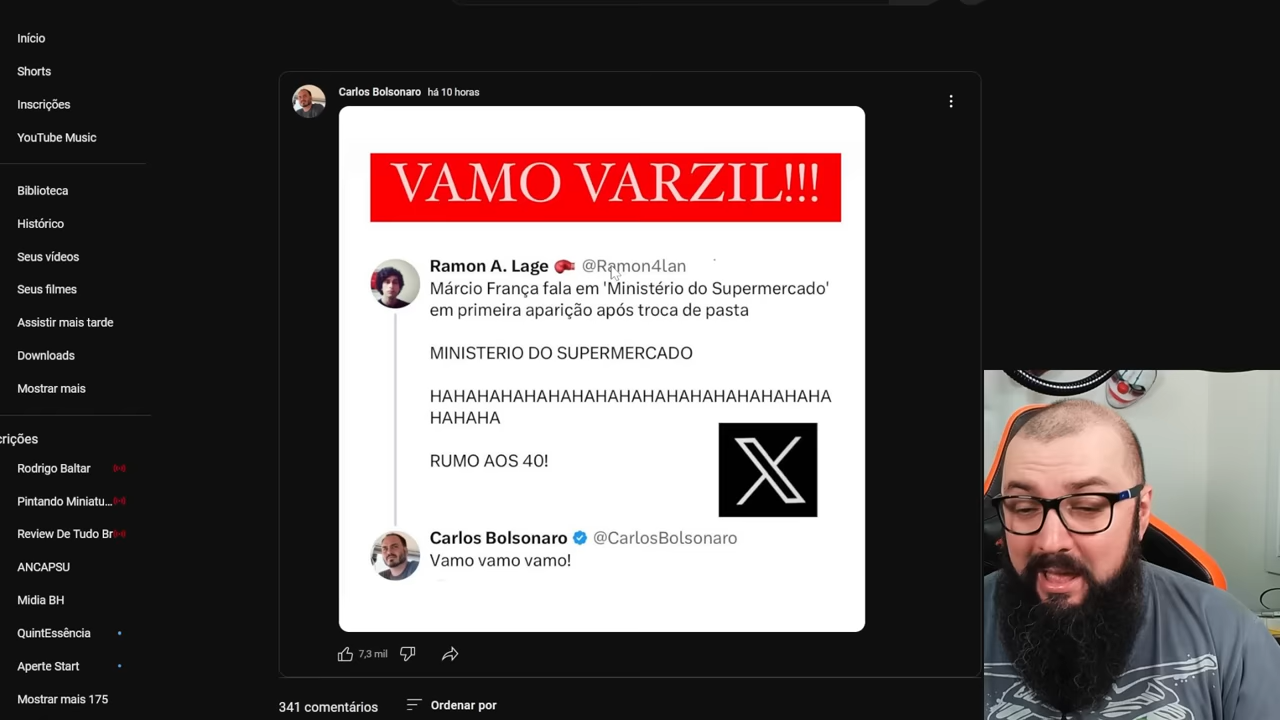 Início
Shorts
Inscrições
YouTube Music
Biblioteca
Histórico
Seus vídeos
Seus filmes
Assistir mais tarde
Downloads
Mostrar mais
crições
Rodrigo Baltar
Pintando Miniatu...
Review De Tudo Br
ANCAPSU
Midia BH
QuintEssência
Aperte Start
Mostrar mais 175
Carlos Bolsonaro há 10 horas
VAMO VARZIL!!!
Ramon A. Lage @Ramon4lan
Márcio França fala em 'Ministério do Supermercado'
em primeira aparição após troca de pasta
MINISTERIO DO SUPERMERCADO
HAHAHAHAHAHAHAHAHAHAHAHAHAHAHAHAHA
HAHAHA
RUMO AOS 40!
X
Carlos Bolsonaro @CarlosBolsonaro
Vamo vamo vamo!
7,3 mil
341 comentários
Ordenar por